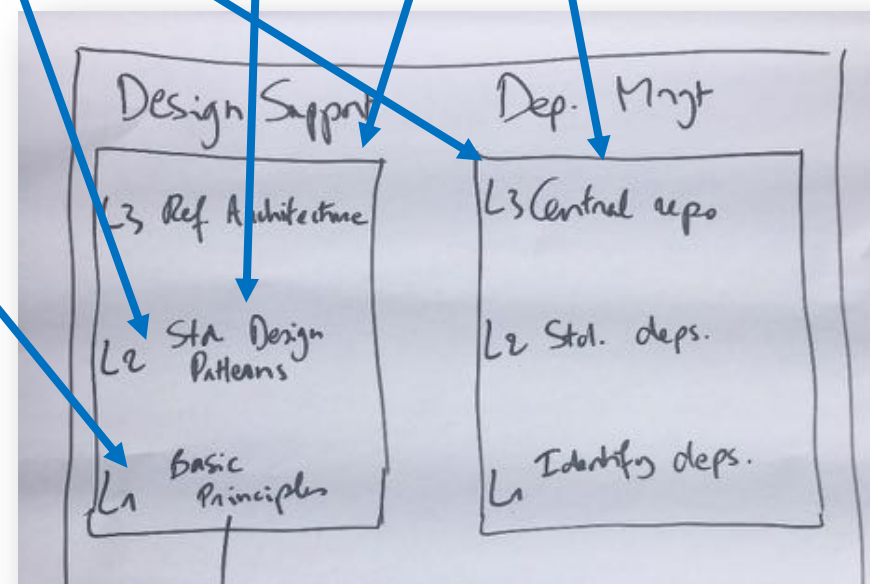 Design Support
Dep. Mngt
L3 Ref Architecture
L2 Std Design
Patterns
L1 Basic
Principles
L3 Central repo
L2 Std. deps.
L1 Identify deps.